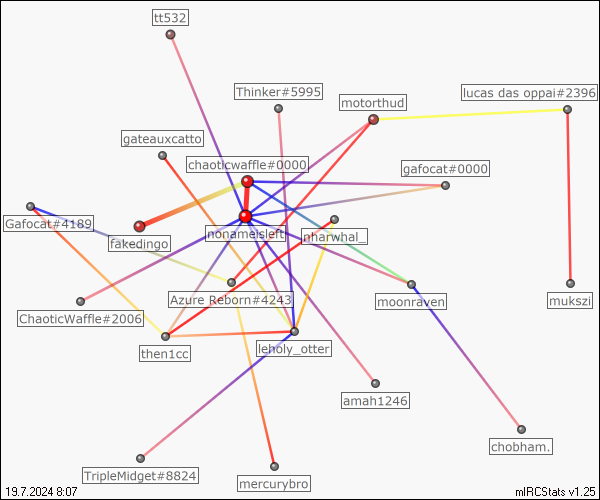 tt532
Thinker#5995
lucas das oppai#2396
motorthud
gateauxcatto
chaoticwaffle#0000
gafocat#0000
Gafocat#4189
nonameisleft
nharwhal_
fakedingo
Azure Reborn#4243
moonraven
mukszi
ChaoticWaffle#2006
then1cc
leholy_otter
amah1246
chobham.
TripleMidget#8824
mercurybro
19.7.2024 8:07
mIRCStats v1.25